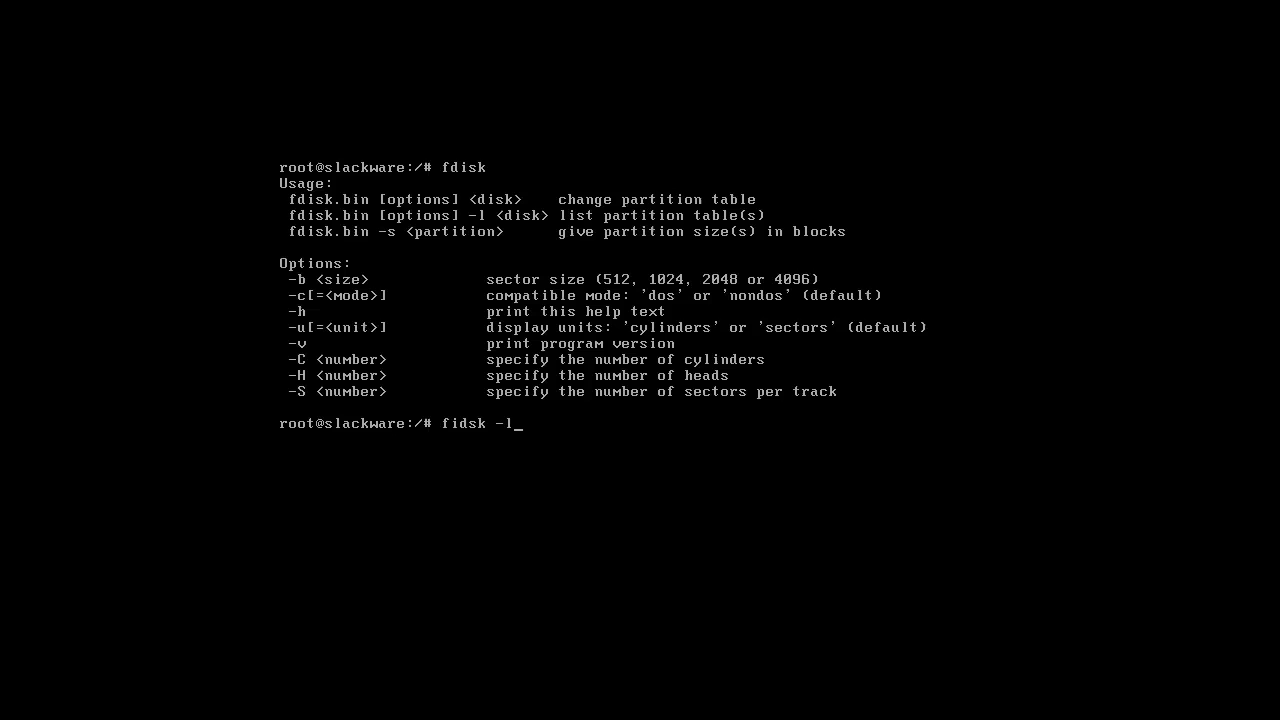 root@slackware:/# fdisk
Usage:
 fdisk.bin [options] <disk>    change partition table
 fdisk.bin [options] -l <disk> list partition table(s)
 fdisk.bin -s <partition>      give partition size(s) in blocks

Options:
 -b <size>             sector size (512, 1024, 2048 or 4096)
 -c[=<mode>]           compatible mode: 'dos' or 'nondos' (default)
 -h                    print this help text
 -u[=<unit>]           display units: 'cylinders' or 'sectors' (default)
 -v                    print program version
 -C <number>           specify the number of cylinders
 -H <number>           specify the number of heads
 -S <number>           specify the number of sectors per track

root@slackware:/# fidsk -l_